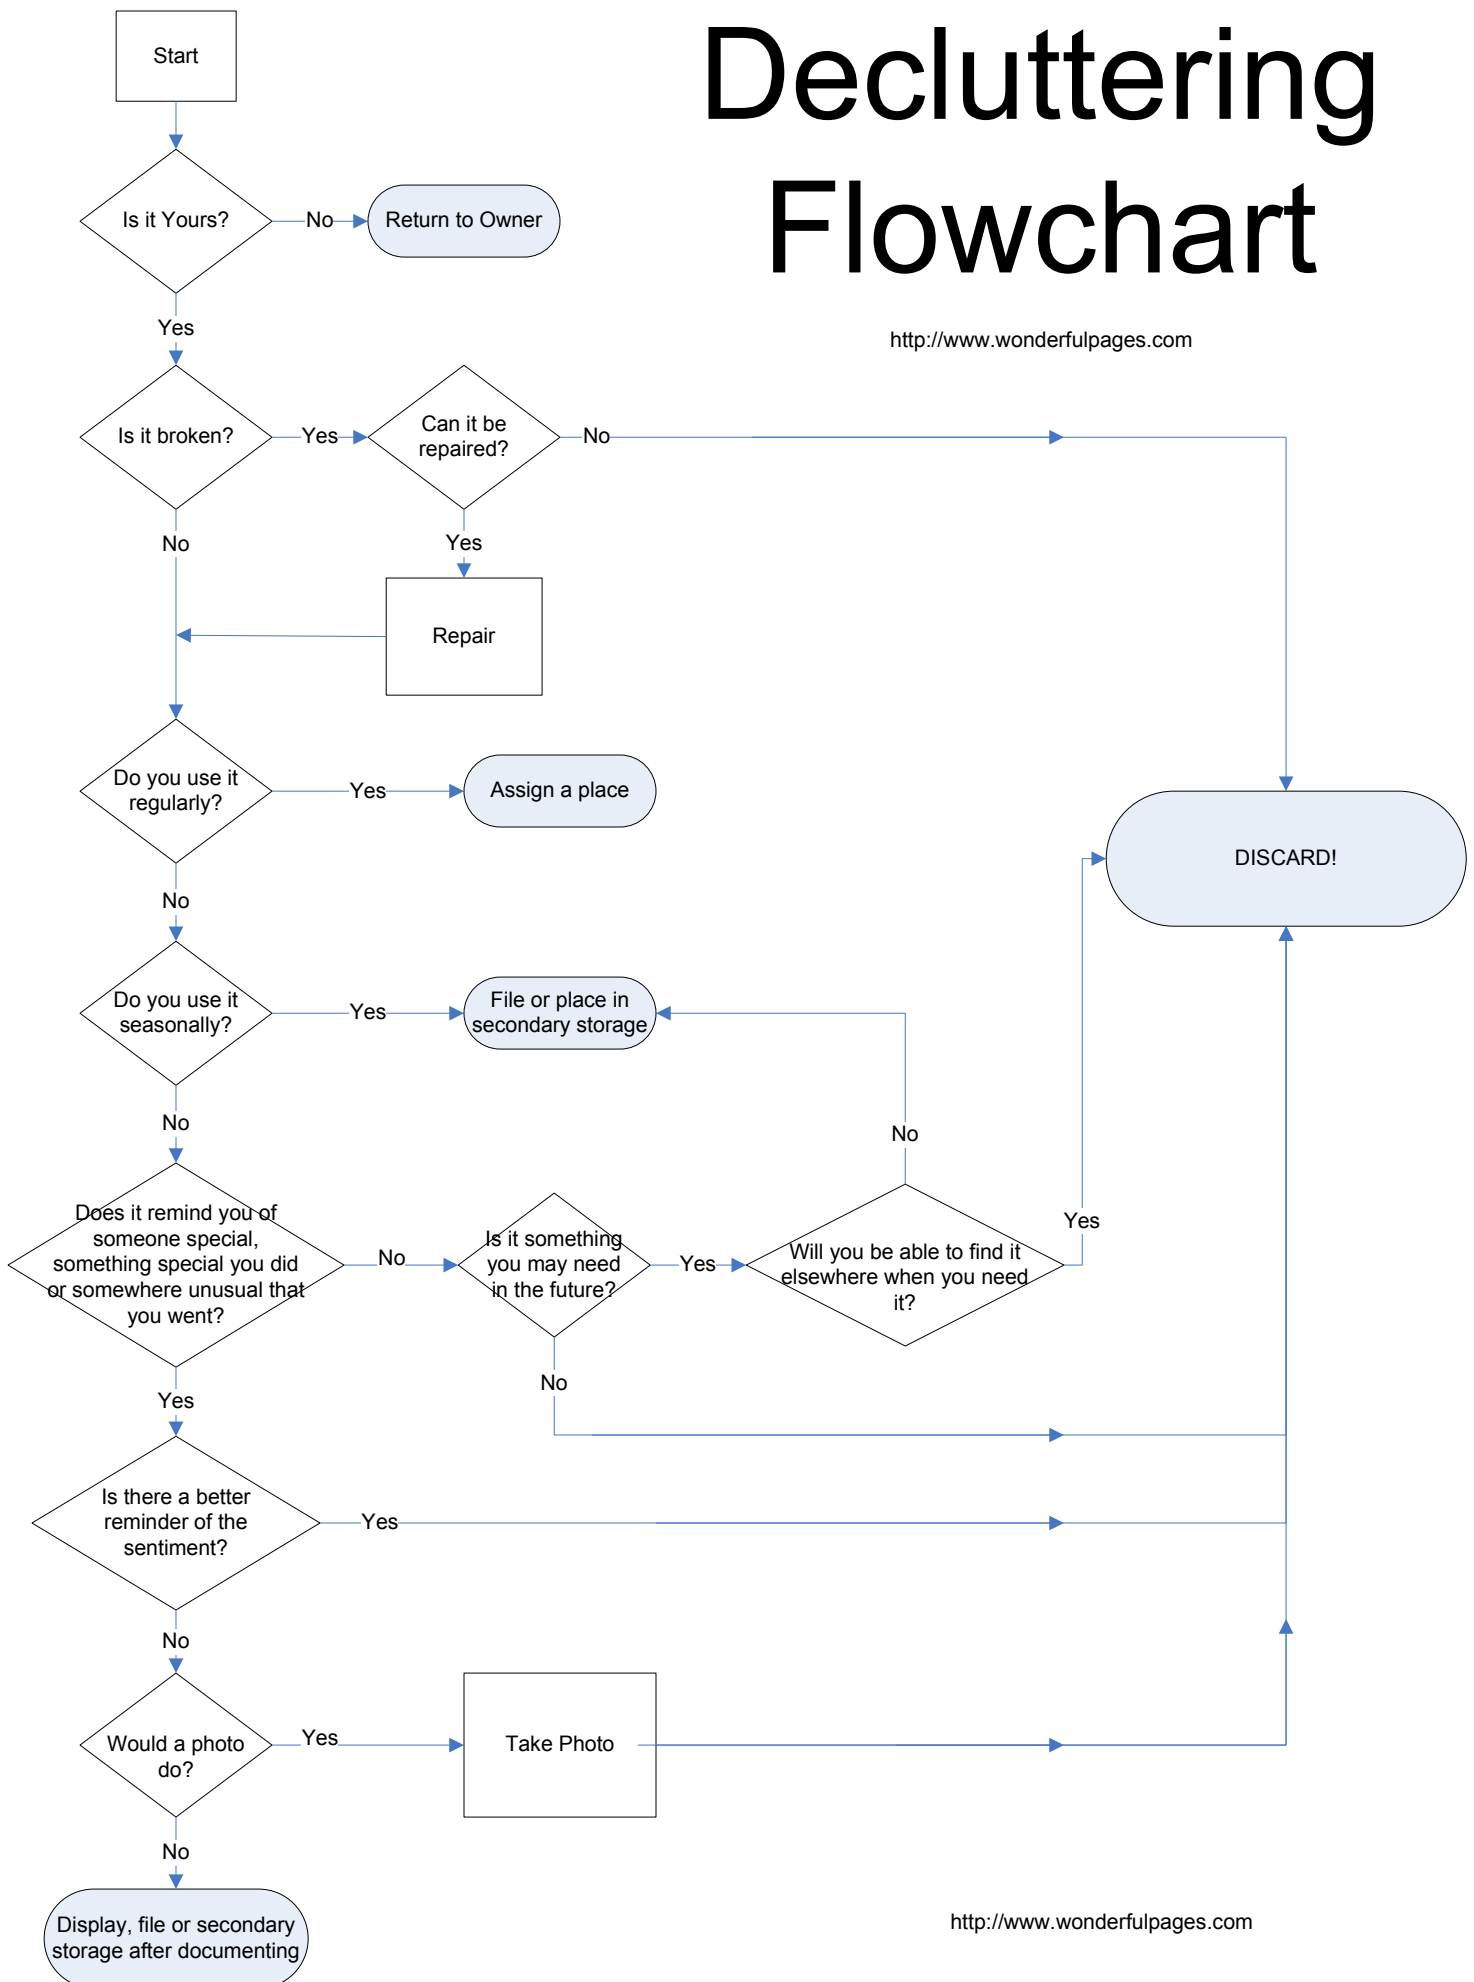 Decluttering
Flowchart
http://www.wonderfulpages.com
Start
Is it Yours?
No
Return to Owner
Yes
Is it broken?
Yes
Can it be
repaired?
No
No
Yes
Repair
Do you use it
regularly?
Yes
Assign a place
DISCARD!
No
Do you use it
seasonally?
Yes
File or place in
secondary storage
No
No
Does it remind you of
someone special,
something special you did
or somewhere unusual that
you went?
No
Is it something
you may need
in the future?
Yes
Will you be able to find it
elsewhere when you need
it?
Yes
No
Yes
Is there a better
reminder of the
sentiment?
Yes
No
Would a photo
do?
Yes
Take Photo
No
Display, file or secondary
storage after documenting
http://www.wonderfulpages.com